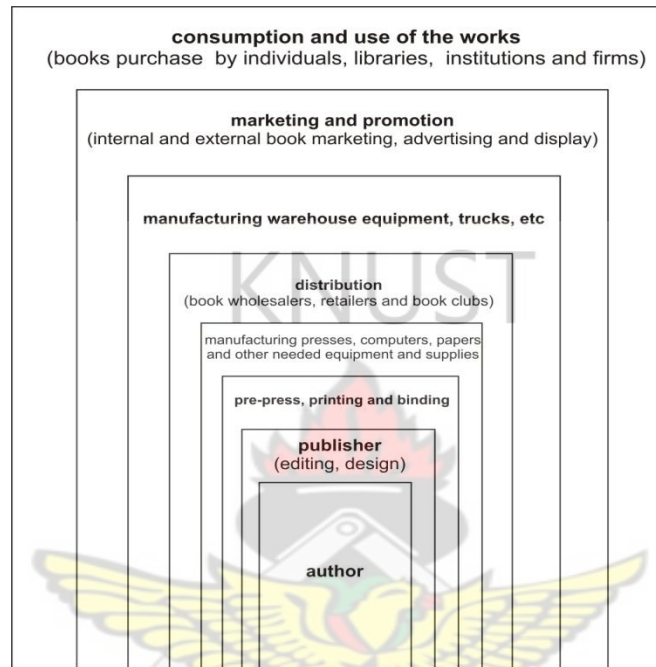 consumption and use of the works
(books purchase by individuals, libraries, institutions and firms)
marketing and promotion
(internal and external book marketing, advertising and display)
manufacturing warehouse equipment, trucks, etc
KNUST
distribution
(book wholesalers, retailers and book clubs)
manufacturing presses, computers, papers
and other needed equipment and supplies
pre-press, printing and binding
publisher
(editing, design)
author